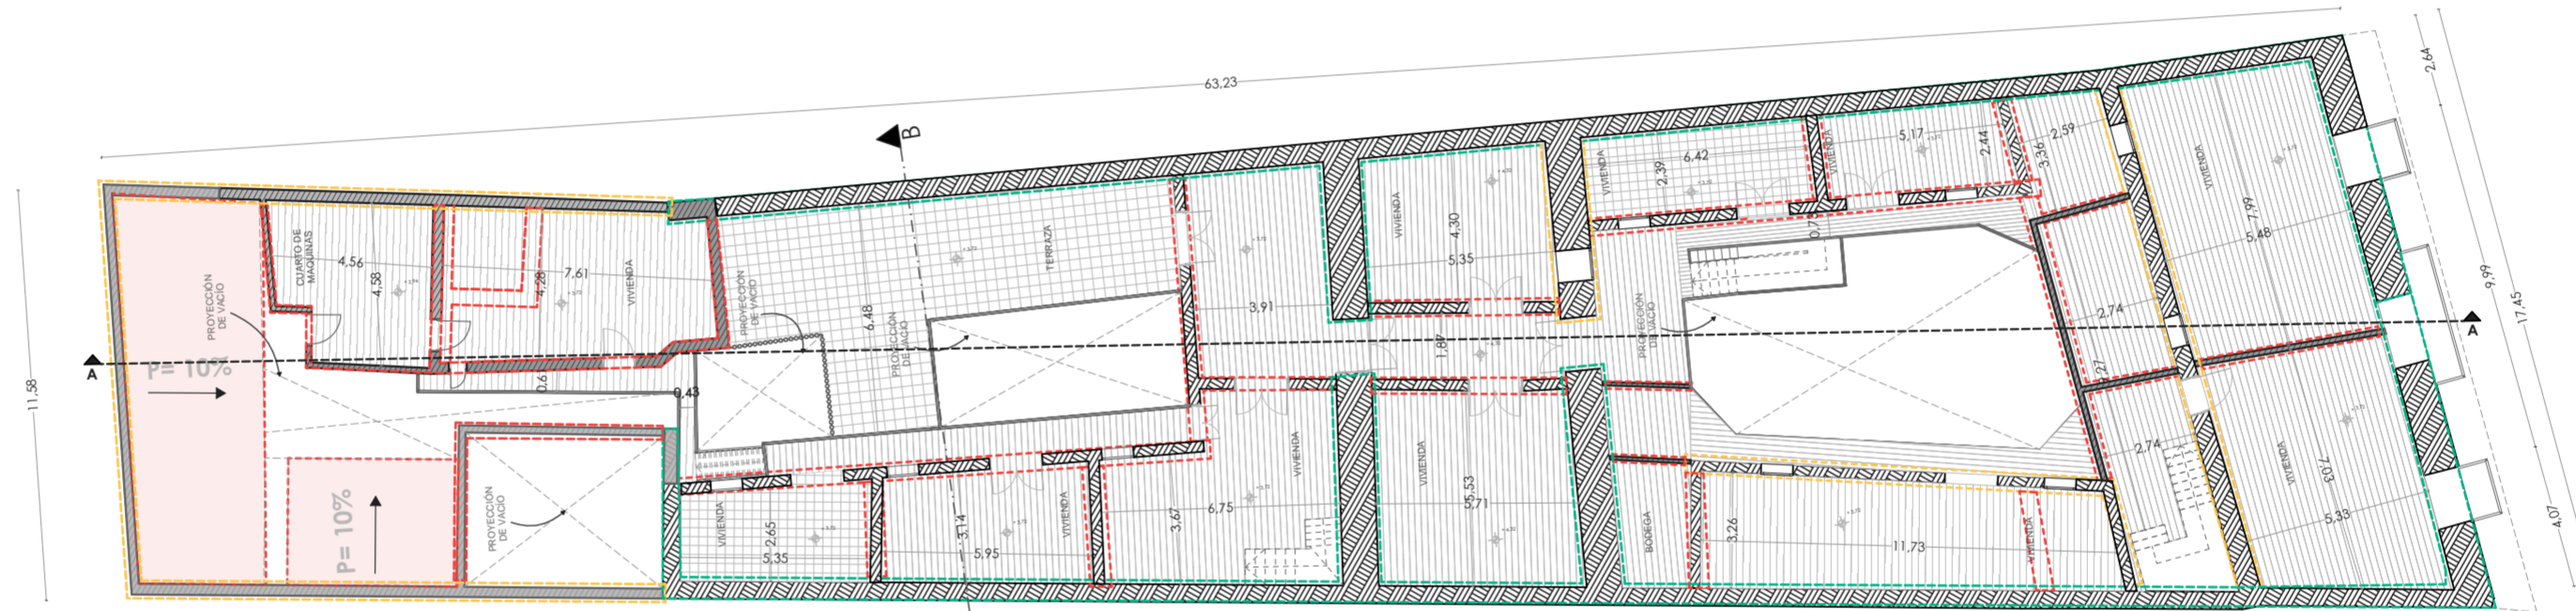 63,23
2,64
9,99
17,45
4,07
11,58
B
A
A
PROYECCIÓN
DE VACÍO
P= 10%
P= 10%
CUARTO DE
MAQUINAS
4,56
4,58
4,28
7,61
VIVIENDA
0,6
0,43
PROYECCIÓN
DE VACÍO
PROYECCIÓN
DE VACÍO
6,48
PROYECCIÓN
DE VACÍO
TERRAZA
3,91
VIVIENDA
4,30
5,35
1,87
VIVIENDA
2,39
6,42
VIVIENDA
5,17
2,44
3,36
2,59
PROYECCIÓN
DE VACÍO
VIVIENDA
7,99
5,48
2,74
2,74
VIVIENDA
2,65
5,35
3,14
5,95
VIVIENDA
3,67
6,75
VIVIENDA
VIVIENDA
5,53
5,71
BODEGA
3,26
11,73
VIVIENDA
VIVIENDA
7,03
5,33